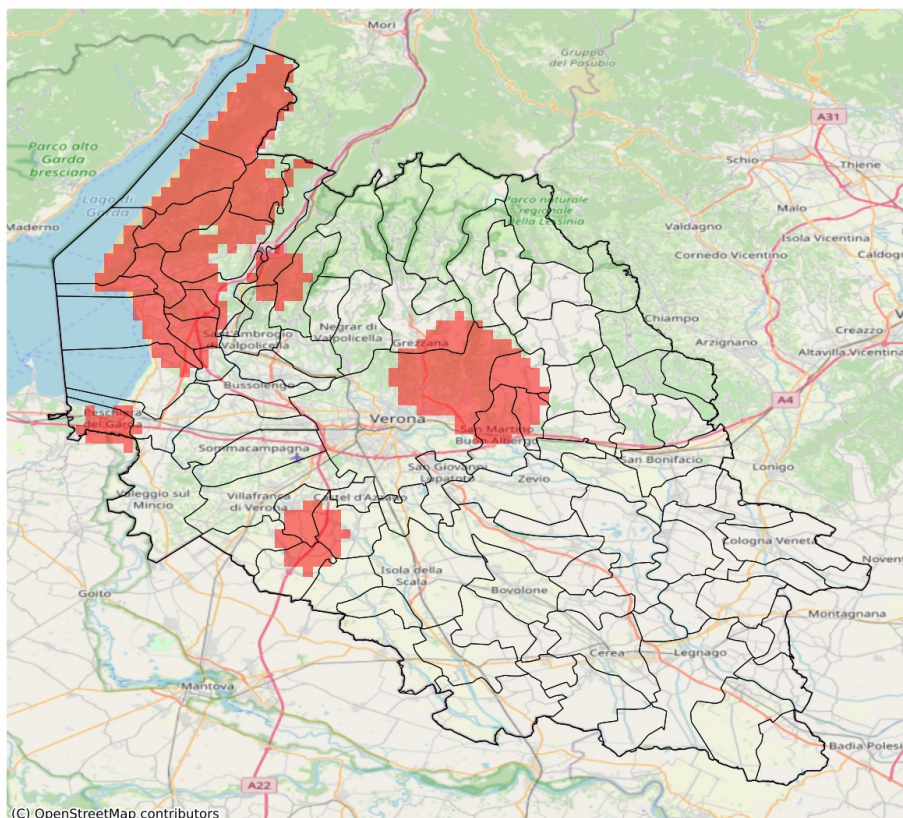 Mori
Gruppo
del Pasubio
A31
Parco alto
Garda
bresciano
Schio
Thiene
Lago di
Garda
Parco naturale
regionale
della Lessinia
Malo
Maderno
Valdagno
Isola Vicentina
Cornedo Vicentino
Caldogn
Chiampo
Negrar di
Valpolicella
Sant'Ambrogio
di Valpolicella
Grezzana
Creazzo
Arzignano
Altavilla Vicentina
Bussolengo
A4
Peschiera
del Garda
Verona
San Martino
Buon Albergo
Sommacampagna
San Bonifacio
Lonigo
San Giovanni
Lupatoto
Zevio
Valeggio sul
Mincio
Villafranca
di Verona
Castel d'Azzano
Cologna Veneta
Isola della
Scala
Goito
Bovolone
Montagnana
Cerea
Legnago
Mantova
Badia Polesi
A22
(C) OpenStreetMap contributors